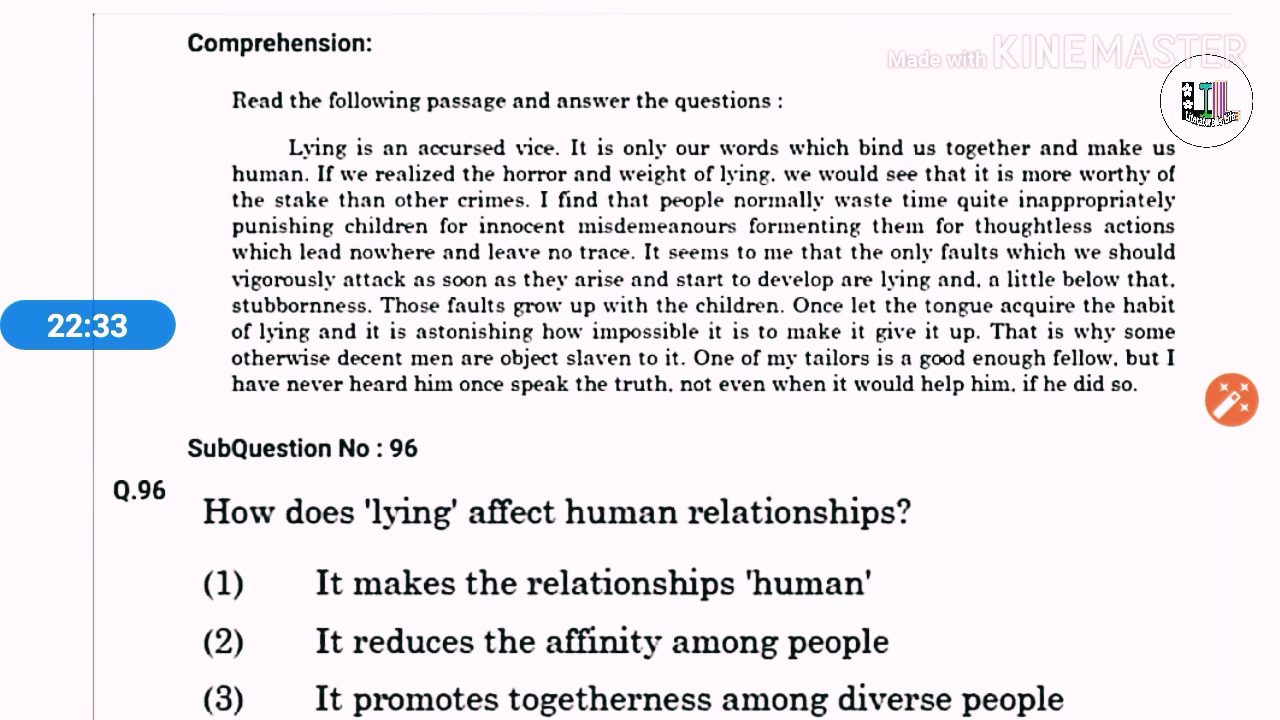 Comprehension:
Made with KINEMASTER
Read the following passage and answer the questions :
Lying is an accursed vice. It is only our words which bind us together and make us
human. If we realized the horror and weight of lying, we would see that it is more worthy of
the stake than other crimes. I find that people normally waste time quite inappropriately
punishing children for innocent misdemeanours formenting them for thoughtless actions
which lead nowhere and leave no trace. It seems to me that the only faults which we should
vigorously attack as soon as they arise and start to develop are lying and, a little below that,
stubbornness. Those faults grow up with the children. Once let the tongue acquire the habit
of lying and it is astonishing how impossible it is to make it give it up. That is why some
otherwise decent men are object slaven to it. One of my tailors is a good enough fellow, but I
have never heard him once speak the truth, not even when it would help him, if he did so.
22:33
SubQuestion No : 96
Q.96
How does 'lying' affect human relationships?
(1) It makes the relationships 'human'
(2) It reduces the affinity among people
(3) It promotes togetherness among diverse people